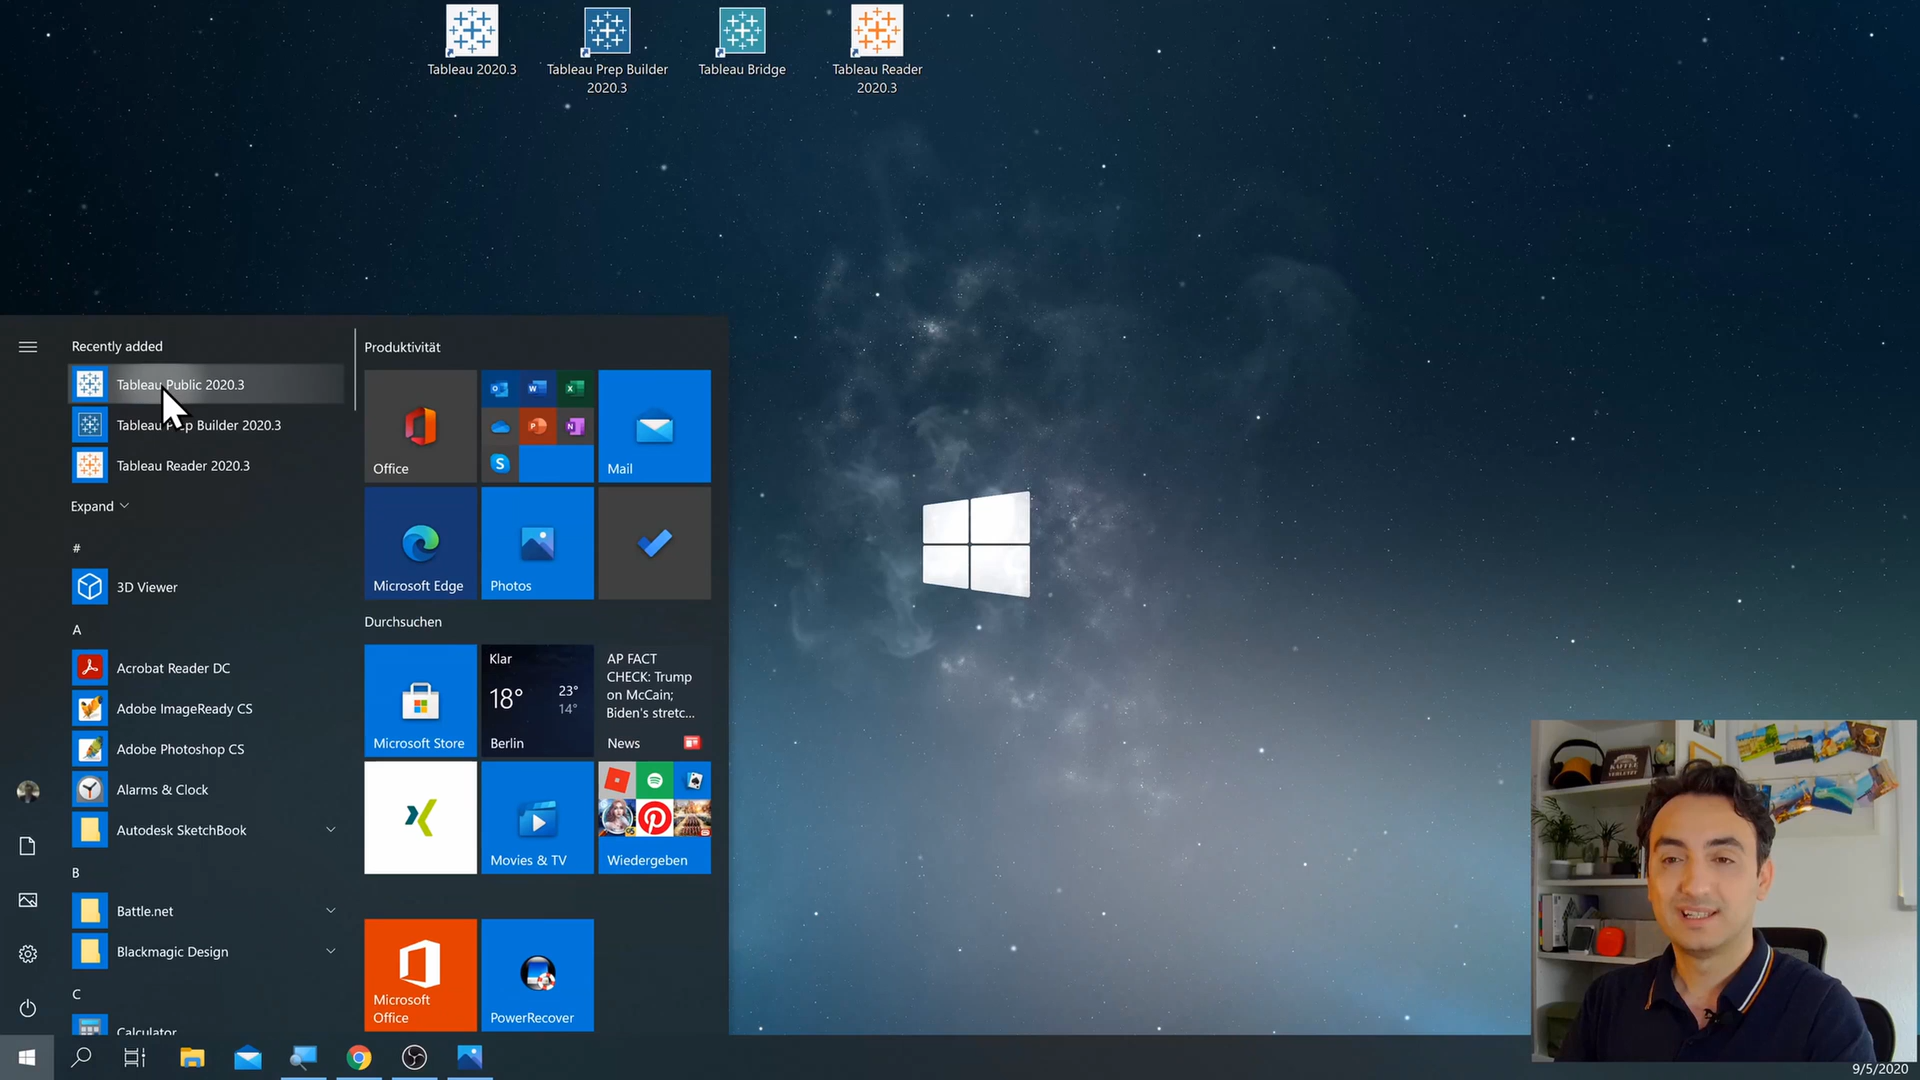 Tableau 2020.3
Tableau Prep Builder
2020.3
Tableau Bridge
Tableau Reader
2020.3
Recently added
Tableau Public 2020.3
Tableau Prep Builder 2020.3
Tableau Reader 2020.3
Expand
#
3D Viewer
A
Acrobat Reader DC
Adobe ImageReady CS
Adobe Photoshop CS
Alarms & Clock
Autodesk SketchBook
B
Battle.net
Blackmagic Design
C
Calculator
Produktivität
Office
Mail
Microsoft Edge
Photos
Durchsuchen
Microsoft Store
Klar
18°
23°
14°
Berlin
AP FACT
CHECK: Trump
on McCain;
Biden's stretc...
News
Movies & TV
Wiedergeben
Microsoft
Office
PowerRecover
9/5/2020